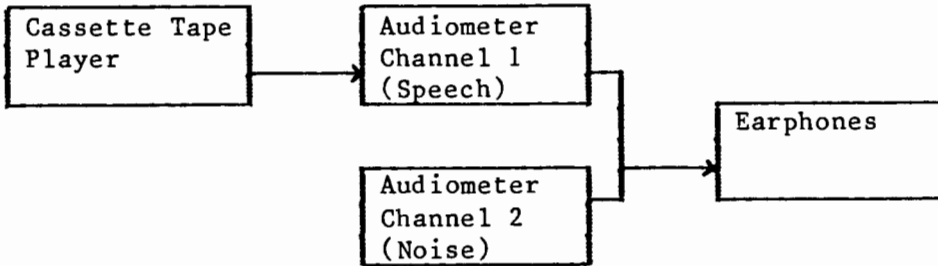 Cassette Tape
Player
Audiometer
Channel 1
(Speech)
Earphones
Audiometer
Channel 2
(Noise)